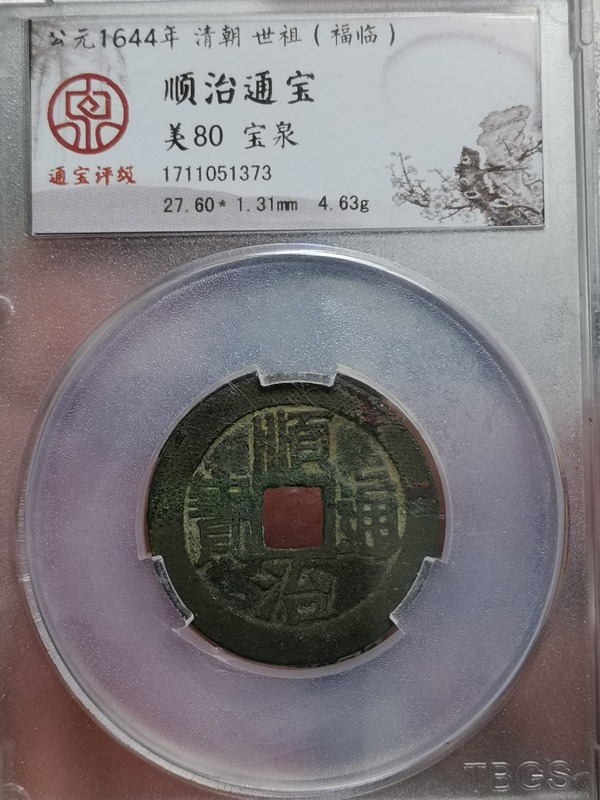 公元1644年 清朝 世祖(福临)
顺治通宝
美80 宝泉
通宝评级
1711051373
27.60*1.31mm 4.63g
順治通寳
TBGS